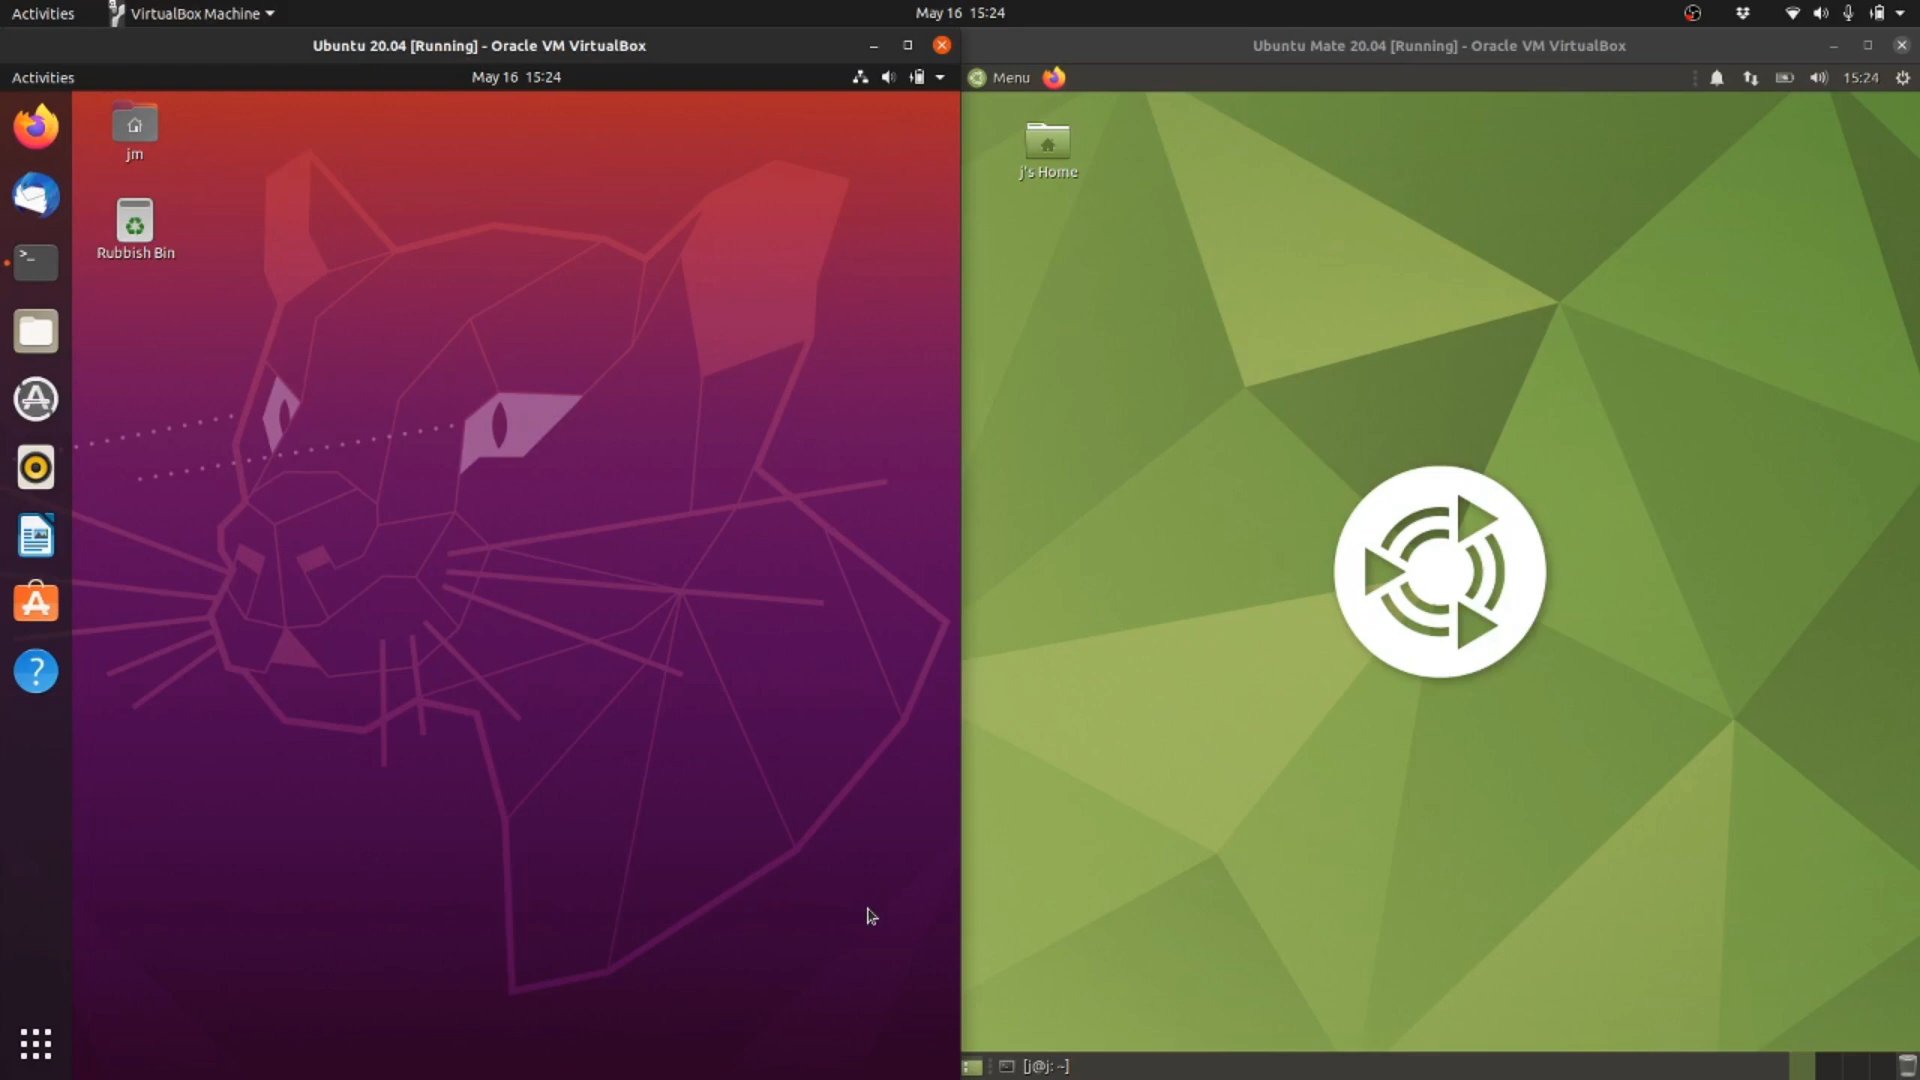 Activities
VirtualBox Machine
May 16 15:24
Ubuntu 20.04 [Running] - Oracle VM VirtualBox
Activities
May 16 15:24
jm
Rubbish Bin
Ubuntu Mate 20.04 [Running] - Oracle VM VirtualBox
Menu
15:24
j's Home
[j@j: ~]